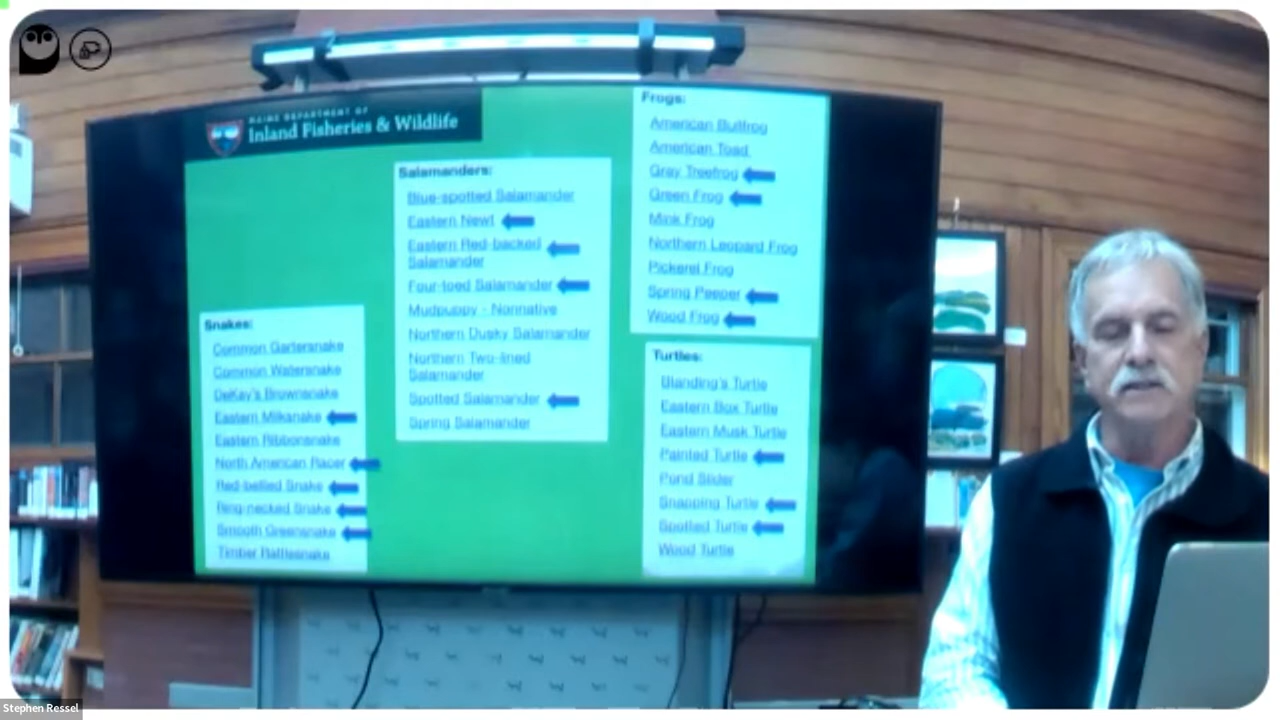 MAINE DEPARTMENT OF
Inland Fisheries & Wildlife
Snakes:
Common Gartersnake
Common Watersnake
DeKay's Brownsnake
Eastern Milksnake
Eastern Ribbonsnake
North American Racer
Red-bellied Snake
Ring-necked Snake
Smooth Greensnake
Timber Rattlesnake
Salamanders:
Blue-spotted Salamander
Eastern Newt
Eastern Red-backed
Salamander
Four-toed Salamander
Mudpuppy - Nonnative
Northern Dusky Salamander
Northern Two-lined
Salamander
Spotted Salamander
Spring Salamander
Frogs:
American Bullfrog
American Toad
Gray Treefrog
Green Frog
Mink Frog
Northern Leopard Frog
Pickerel Frog
Spring Peeper
Wood Frog
Turtles:
Blanding's Turtle
Eastern Box Turtle
Eastern Musk Turtle
Painted Turtle
Pond Slider
Snapping Turtle
Spotted Turtle
Wood Turtle
Stephen Ressel